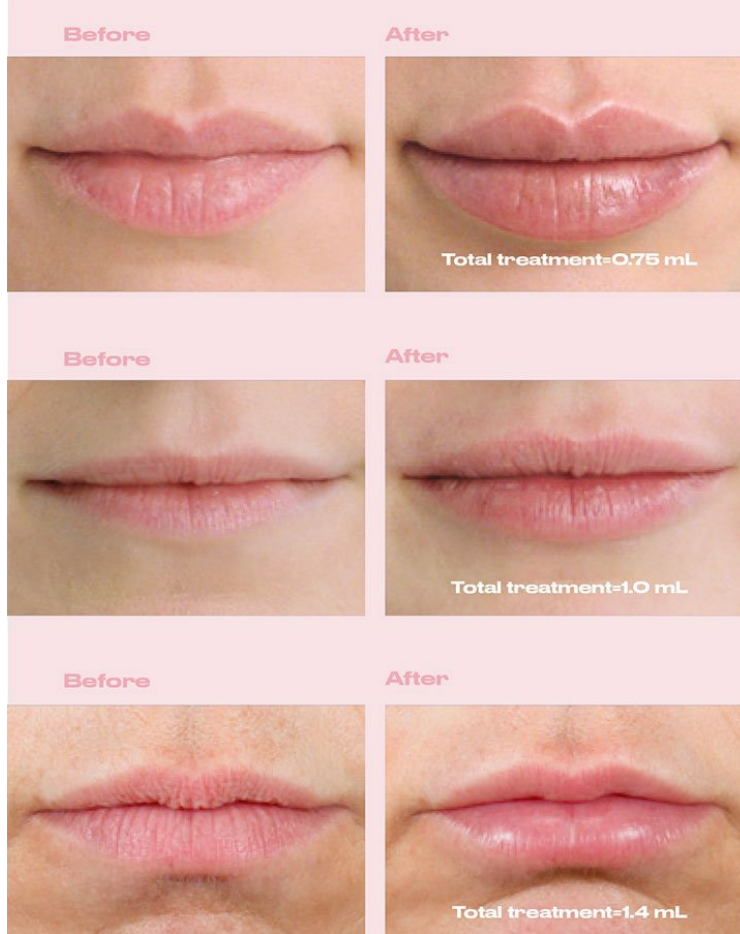 Before
After
Total treatment=0.75 mL
Before
After
Total treatment=1.0 mL
Before
After
Total treatment=1.4 mL